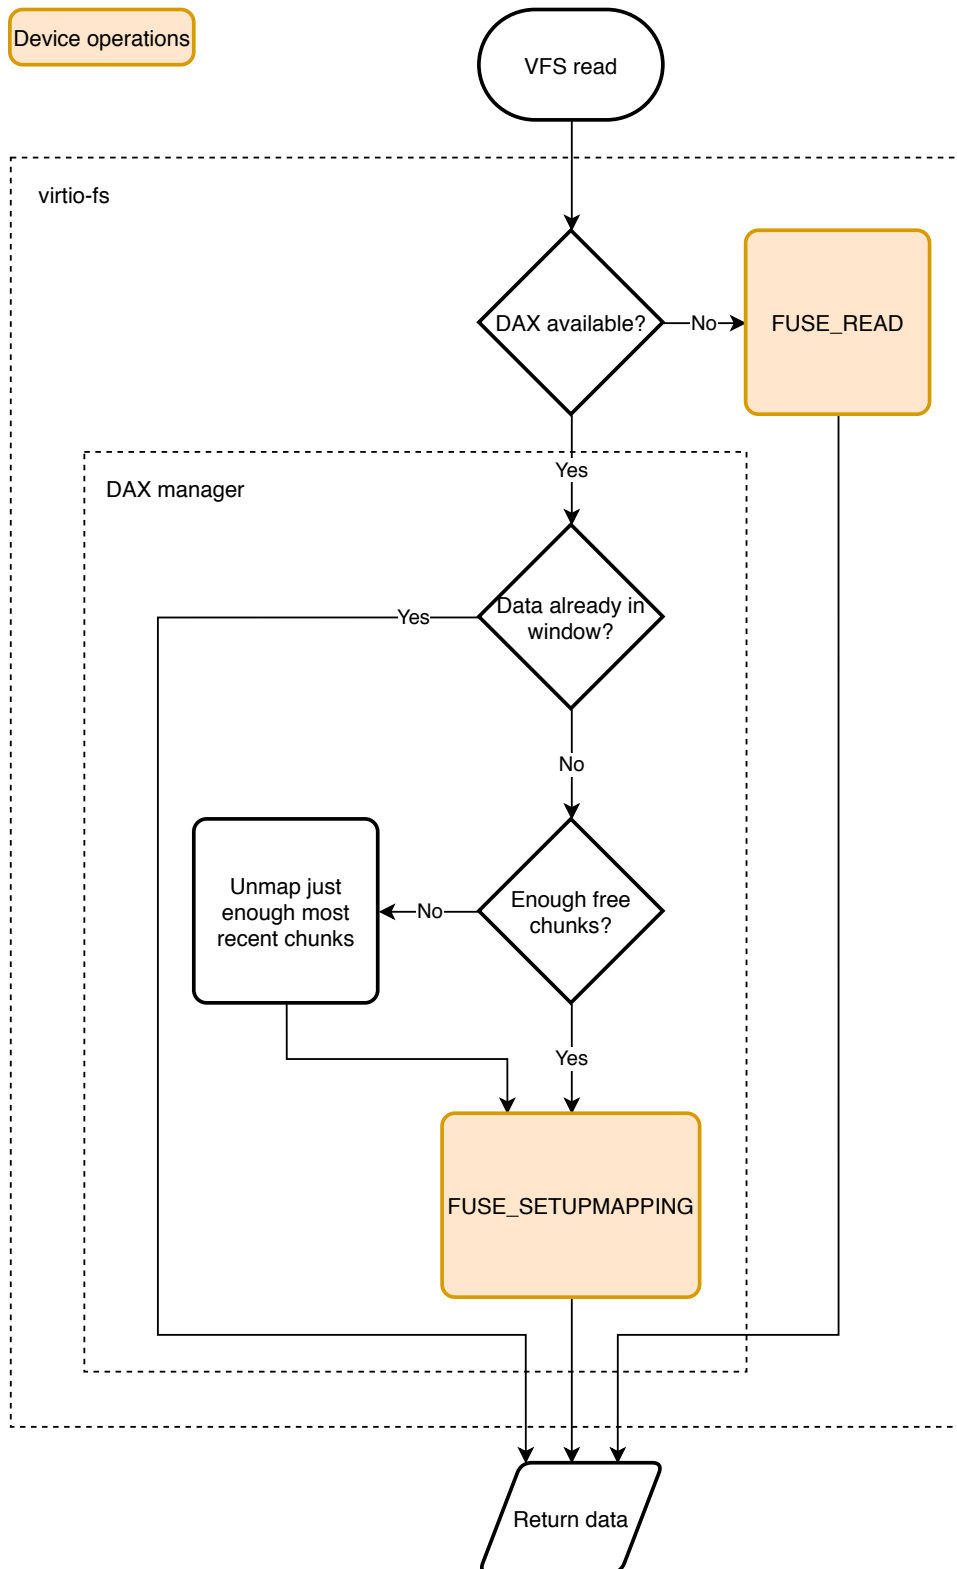 Device operations
VFS read
virtio-fs
DAX available?
No
FUSE_READ
Yes
DAX manager
Data already in
window?
Yes
No
Unmap just
enough most
recent chunks
No
Enough free
chunks?
Yes
FUSE_SETUPMAPPING
Return data